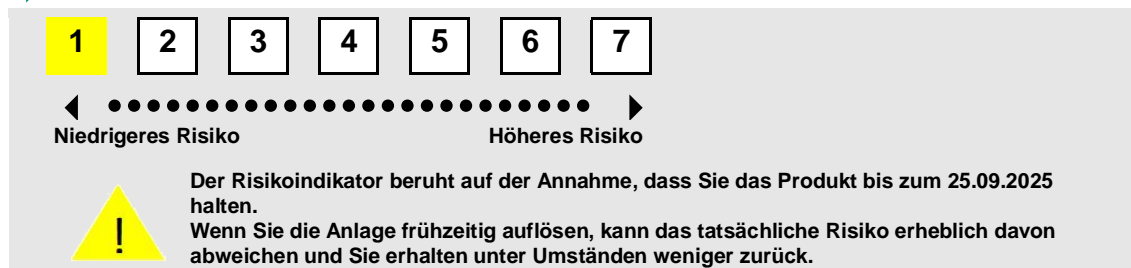 1 2 3 4 5 6 7
Niedrigeres Risiko Höheres Risiko
Der Risikoindikator beruht auf der Annahme, dass Sie das Produkt bis zum 25.09.2025
halten.
Wenn Sie die Anlage frühzeitig auflösen, kann das tatsächliche Risiko erheblich davon
abweichen und Sie erhalten unter Umständen weniger zurück.
!